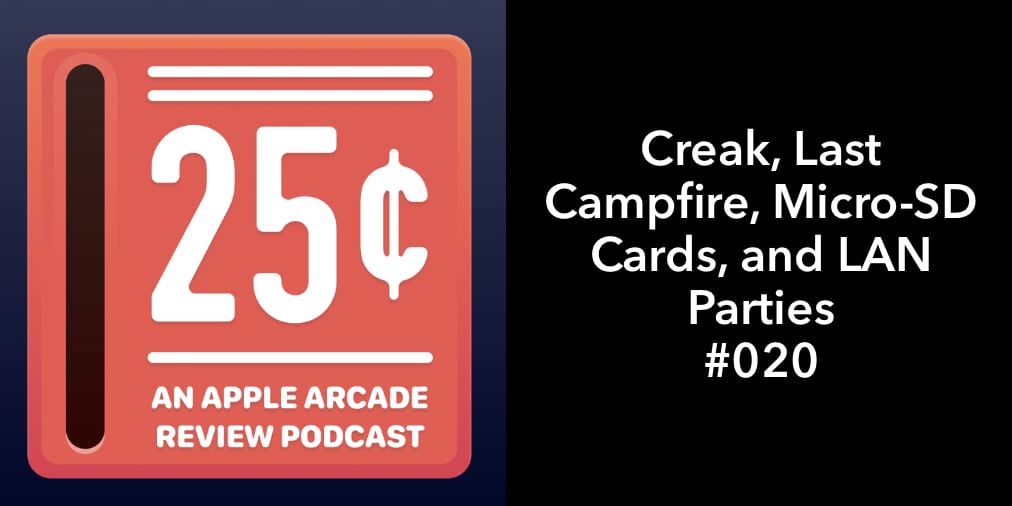 25¢
AN APPLE ARCADE
REVIEW PODCAST
Creak, Last
Campfire, Micro-SD
Cards, and LAN
Parties
#020